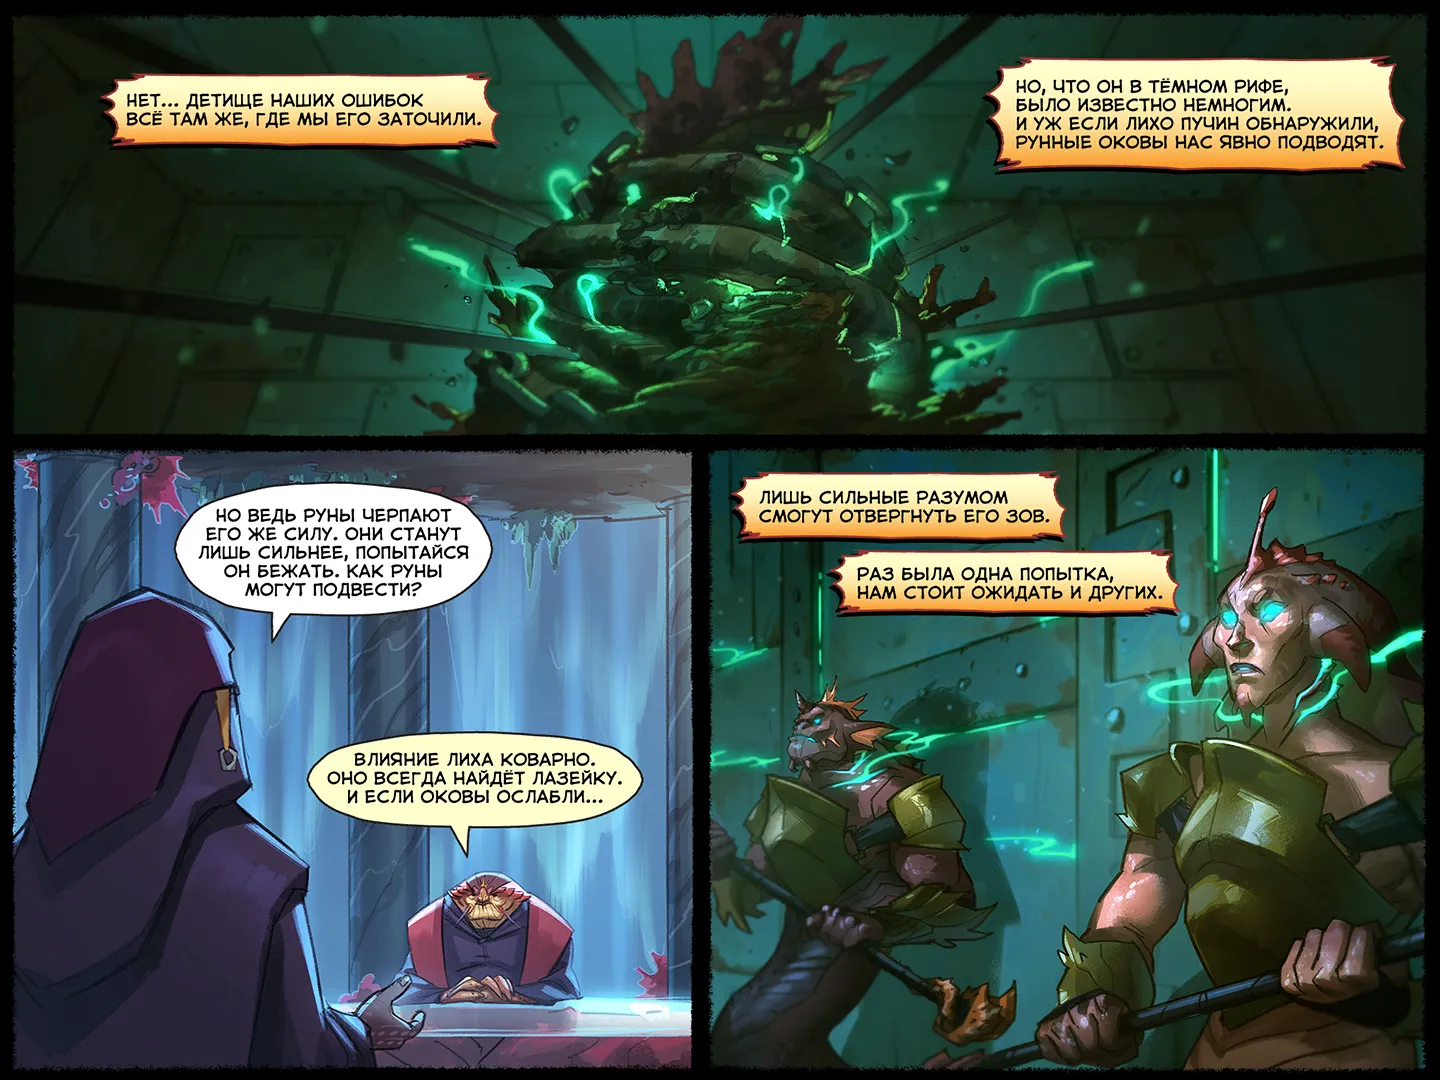 НЕТ... ДЕТИЩЕ НАШИХ ОШИБОК
ВСЁ ТАМ ЖЕ, ГДЕ МЫ ЕГО ЗАТОЧИЛИ.
НО, ЧТО ОН В ТЁМНОМ РИФЕ,
БЫЛО ИЗВЕСТНО НЕМНОГИМ.
И УЖ ЕСЛИ ЛИХО ПУЧИН ОБНАРУЖИЛИ,
РУННЫЕ ОКОВЫ НАС ЯВНО ПОДВОДЯТ.
НО ВЕДЬ РУНЫ ЧЕРПАЮТ
ЕГО ЖЕ СИЛУ. ОНИ СТАНУТ
ЛИШЬ СИЛЬНЕЕ, ПОПЫТАЙСЯ
ОН БЕЖАТЬ. КАК РУНЫ
МОГУТ ПОДВЕСТИ?
ВЛИЯНИЕ ЛИХА КОВАРНО.
ОНО ВСЕГДА НАЙДЁТ ЛАЗЕЙКУ.
И ЕСЛИ ОКОВЫ ОСЛАБЛИ...
ЛИШЬ СИЛЬНЫЕ РАЗУМОМ
СМОГУТ ОТВЕРГНУТЬ ЕГО ЗОВ.
РАЗ БЫЛА ОДНА ПОПЫТКА,
НАМ СТОИТ ОЖИДАТЬ И ДРУГИХ.